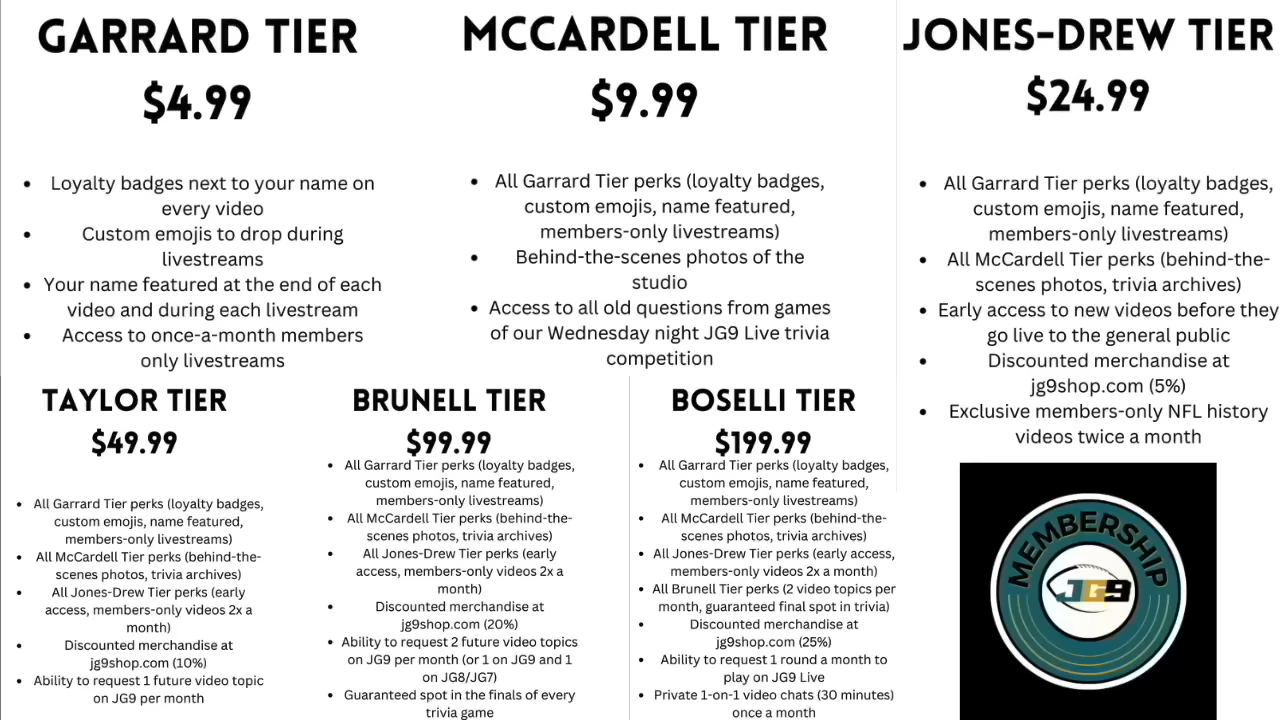 GARRARD TIER
$4.99
• Loyalty badges next to your name on
every video
• Custom emojis to drop during
livestreams
• Your name featured at the end of each
video and during each livestream
• Access to once-a-month members
only livestreams
MCCARDELL TIER
$9.99
• All Garrard Tier perks (loyalty badges,
custom emojis, name featured,
members-only livestreams)
• Behind-the-scenes photos of the
studio
• Access to all old questions from games
of our Wednesday night JG9 Live trivia
competition
JONES-DREW TIER
$24.99
• All Garrard Tier perks (loyalty badges,
custom emojis, name featured,
members-only livestreams)
• All McCardell Tier perks (behind-the-
scenes photos, trivia archives)
• Early access to new videos before they
go live to the general public
• Discounted merchandise at
jg9shop.com (5%)
• Exclusive members-only NFL history
videos twice a month
TAYLOR TIER
$49.99
• All Garrard Tier perks (loyalty badges,
custom emojis, name featured,
members-only livestreams)
• All McCardell Tier perks (behind-the-
scenes photos, trivia archives)
• All Jones-Drew Tier perks (early
access, members-only videos 2x a
month)
• Discounted merchandise at
jg9shop.com (10%)
• Ability to request 1 future video topic
on JG9 per month
BRUNELL TIER
$99.99
• All Garrard Tier perks (loyalty badges,
custom emojis, name featured,
members-only livestreams)
• All McCardell Tier perks (behind-the-
scenes photos, trivia archives)
• All Jones-Drew Tier perks (early
access, members-only videos 2x a
month)
• Discounted merchandise at
jg9shop.com (20%)
• Ability to request 2 future video topics
on JG9 per month (or 1 on JG9 and 1
on JG8/JG7)
• Guaranteed spot in the finals of every
trivia game
BOSELLI TIER
$199.99
• All Garrard Tier perks (loyalty badges,
custom emojis, name featured,
members-only livestreams)
• All McCardell Tier perks (behind-the-
scenes photos, trivia archives)
• All Jones-Drew Tier perks (early access,
members-only videos 2x a month)
• All Brunell Tier perks (2 video topics per
month, guaranteed final spot in trivia)
• Discounted merchandise at
jg9shop.com (25%)
• Ability to request 1 round a month to
play on JG9 Live
• Private 1-on-1 video chats (30 minutes)
once a month
MEMBERSHIP
JG9